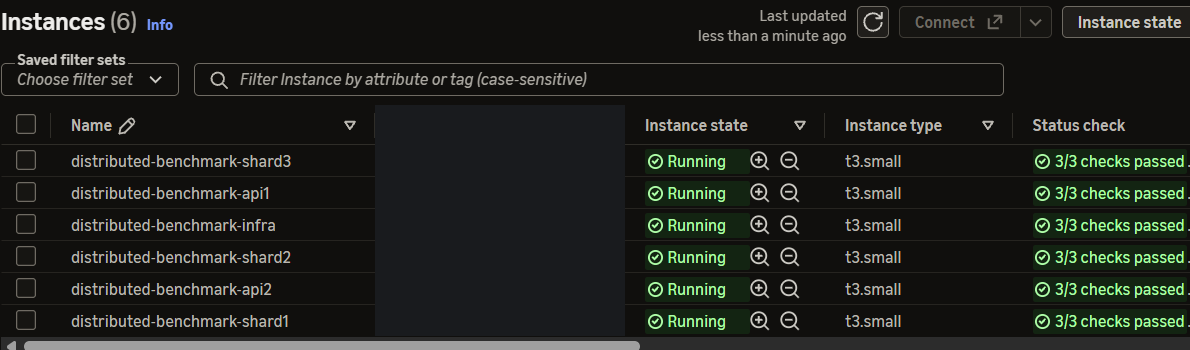 Instances (6) Info
Last updated
less than a minute ago
Connect
Instance state
Saved filter sets
Choose filter set
Filter Instance by attribute or tag (case-sensitive)
Name Instance state Instance type Status check
distributed-benchmark-shard3 Running t3.small 3/3 checks passed
distributed-benchmark-api1 Running t3.small 3/3 checks passed
distributed-benchmark-infra Running t3.small 3/3 checks passed
distributed-benchmark-shard2 Running t3.small 3/3 checks passed
distributed-benchmark-api2 Running t3.small 3/3 checks passed
distributed-benchmark-shard1 Running t3.small 3/3 checks passed